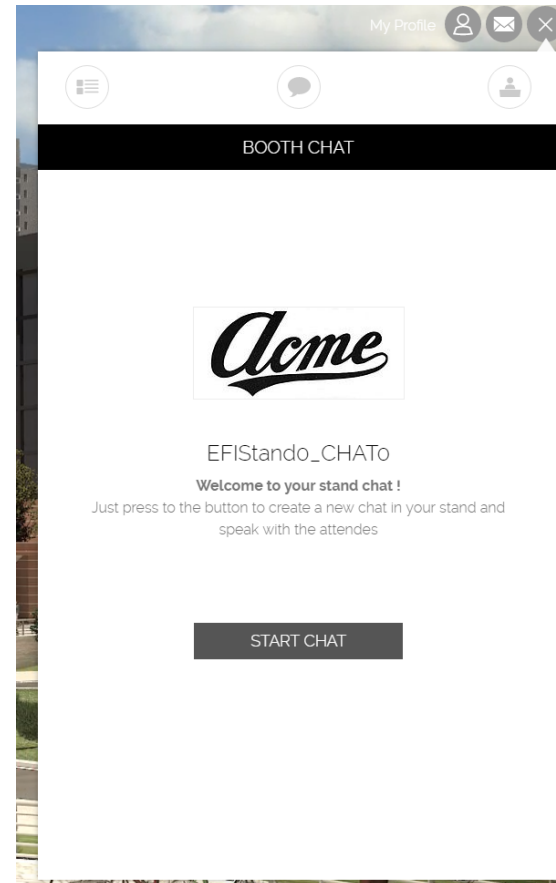 My Profile
BOOTH CHAT
Acme
EFIStand0_CHAT0
Welcome to your stand chat !
Just press to the button to create a new chat in your stand and
speak with the attendes
START CHAT